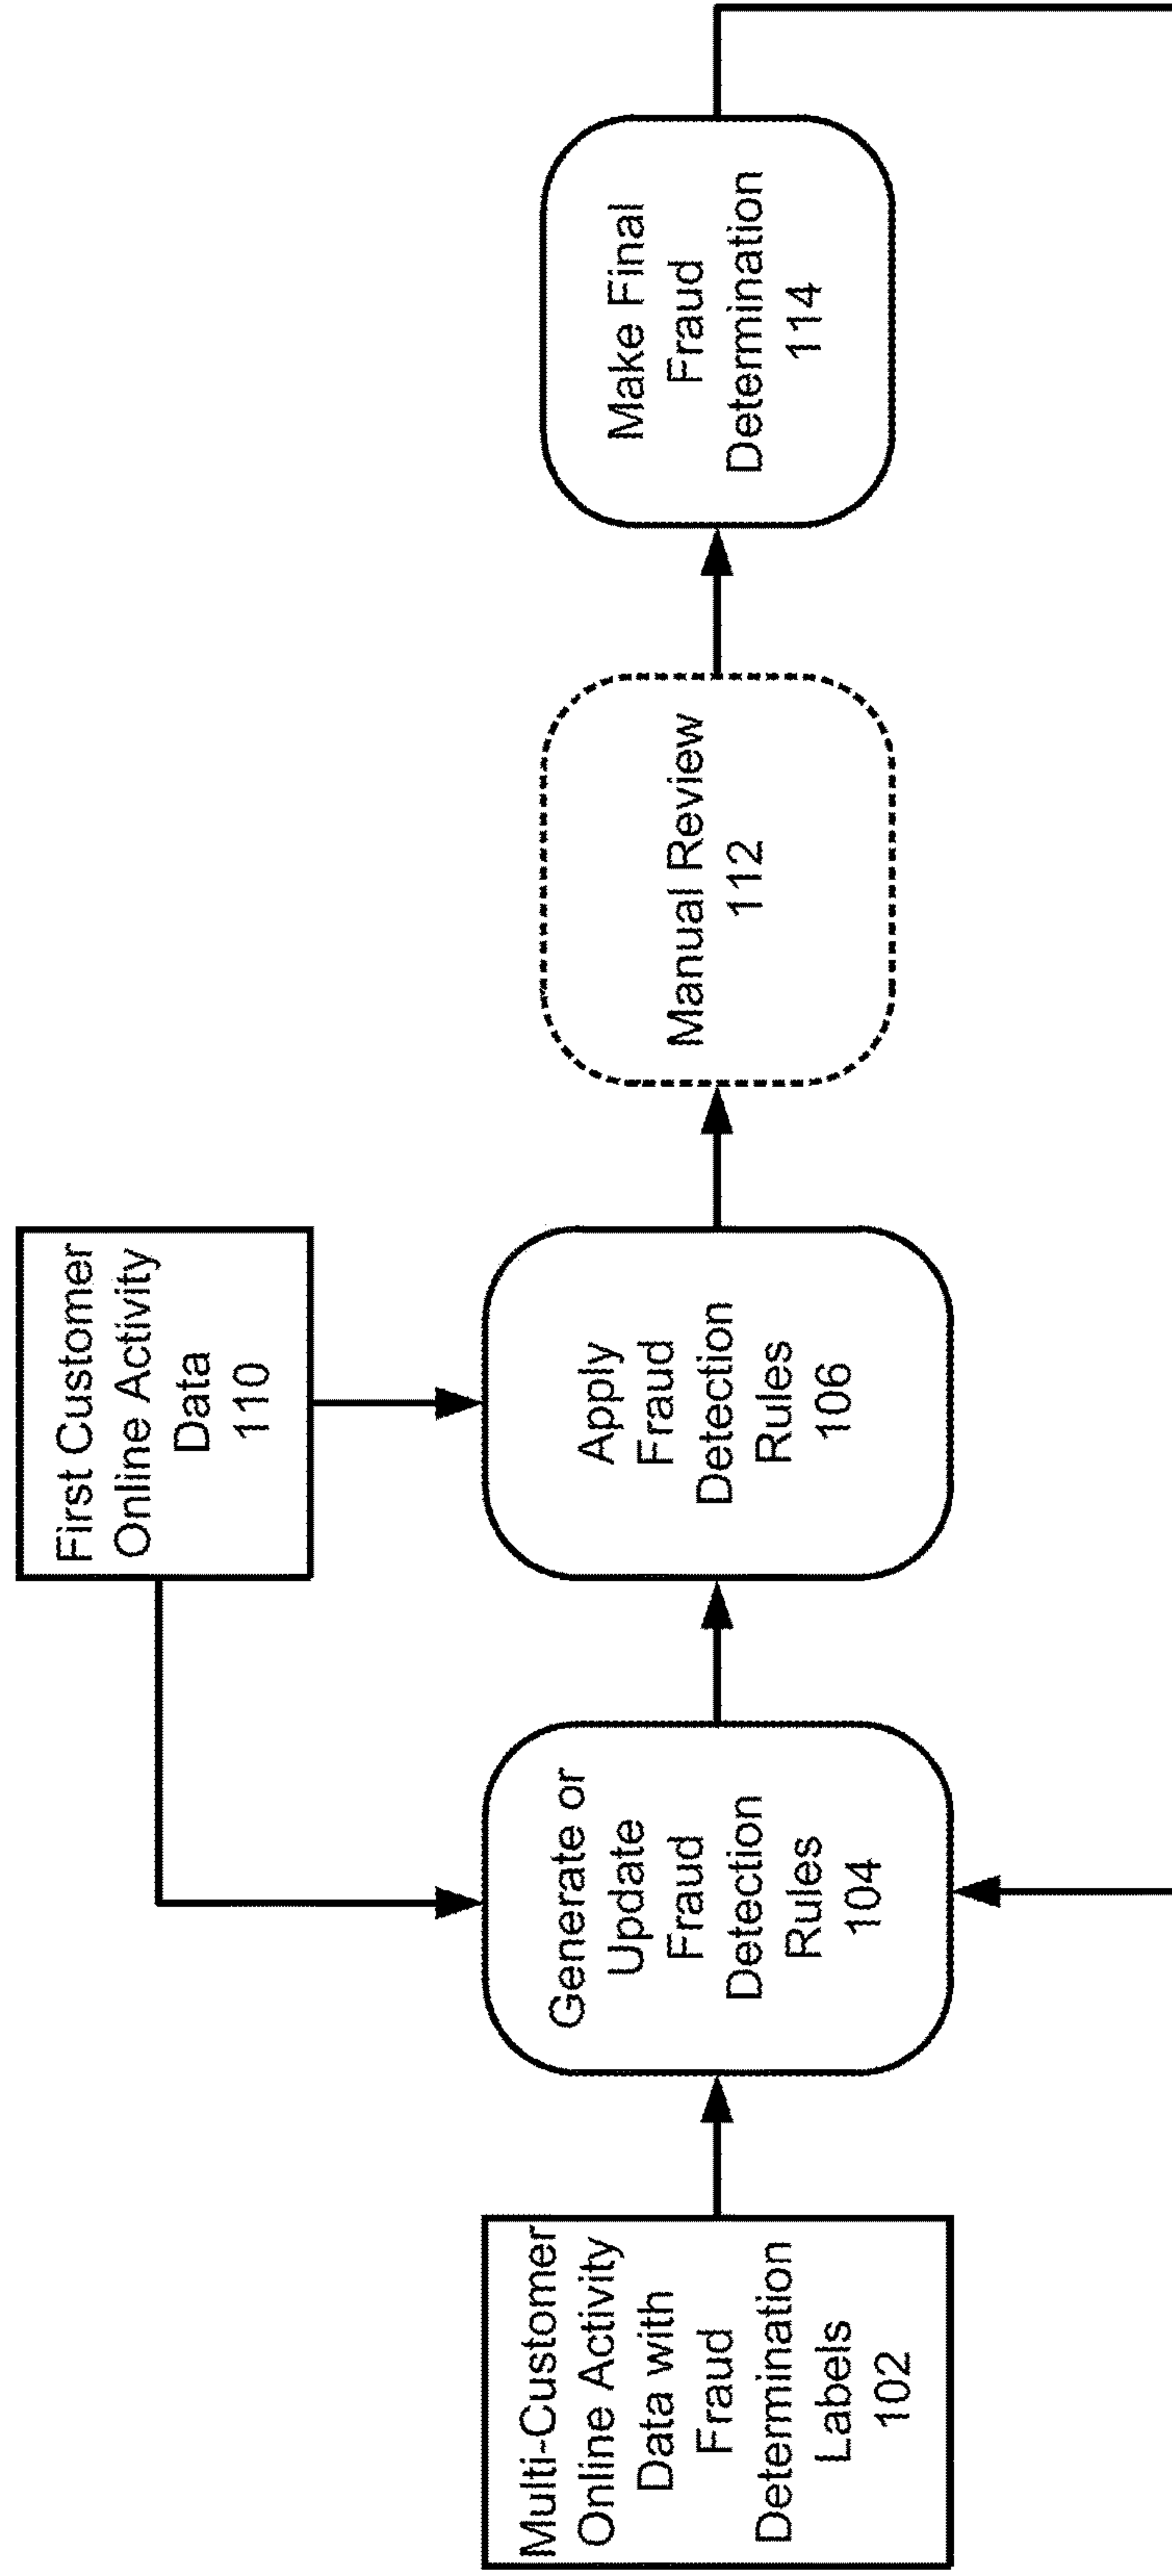 First Customer
Online Activity
Data
110
Multi-Customer
Online Activity
Data with
Fraud
Determination
Labels
102
Generate or
Update
Fraud
Detection
Rules
104
Apply
Fraud
Detection
Rules
106
Manual Review
112
Make Final
Fraud
Determination
114